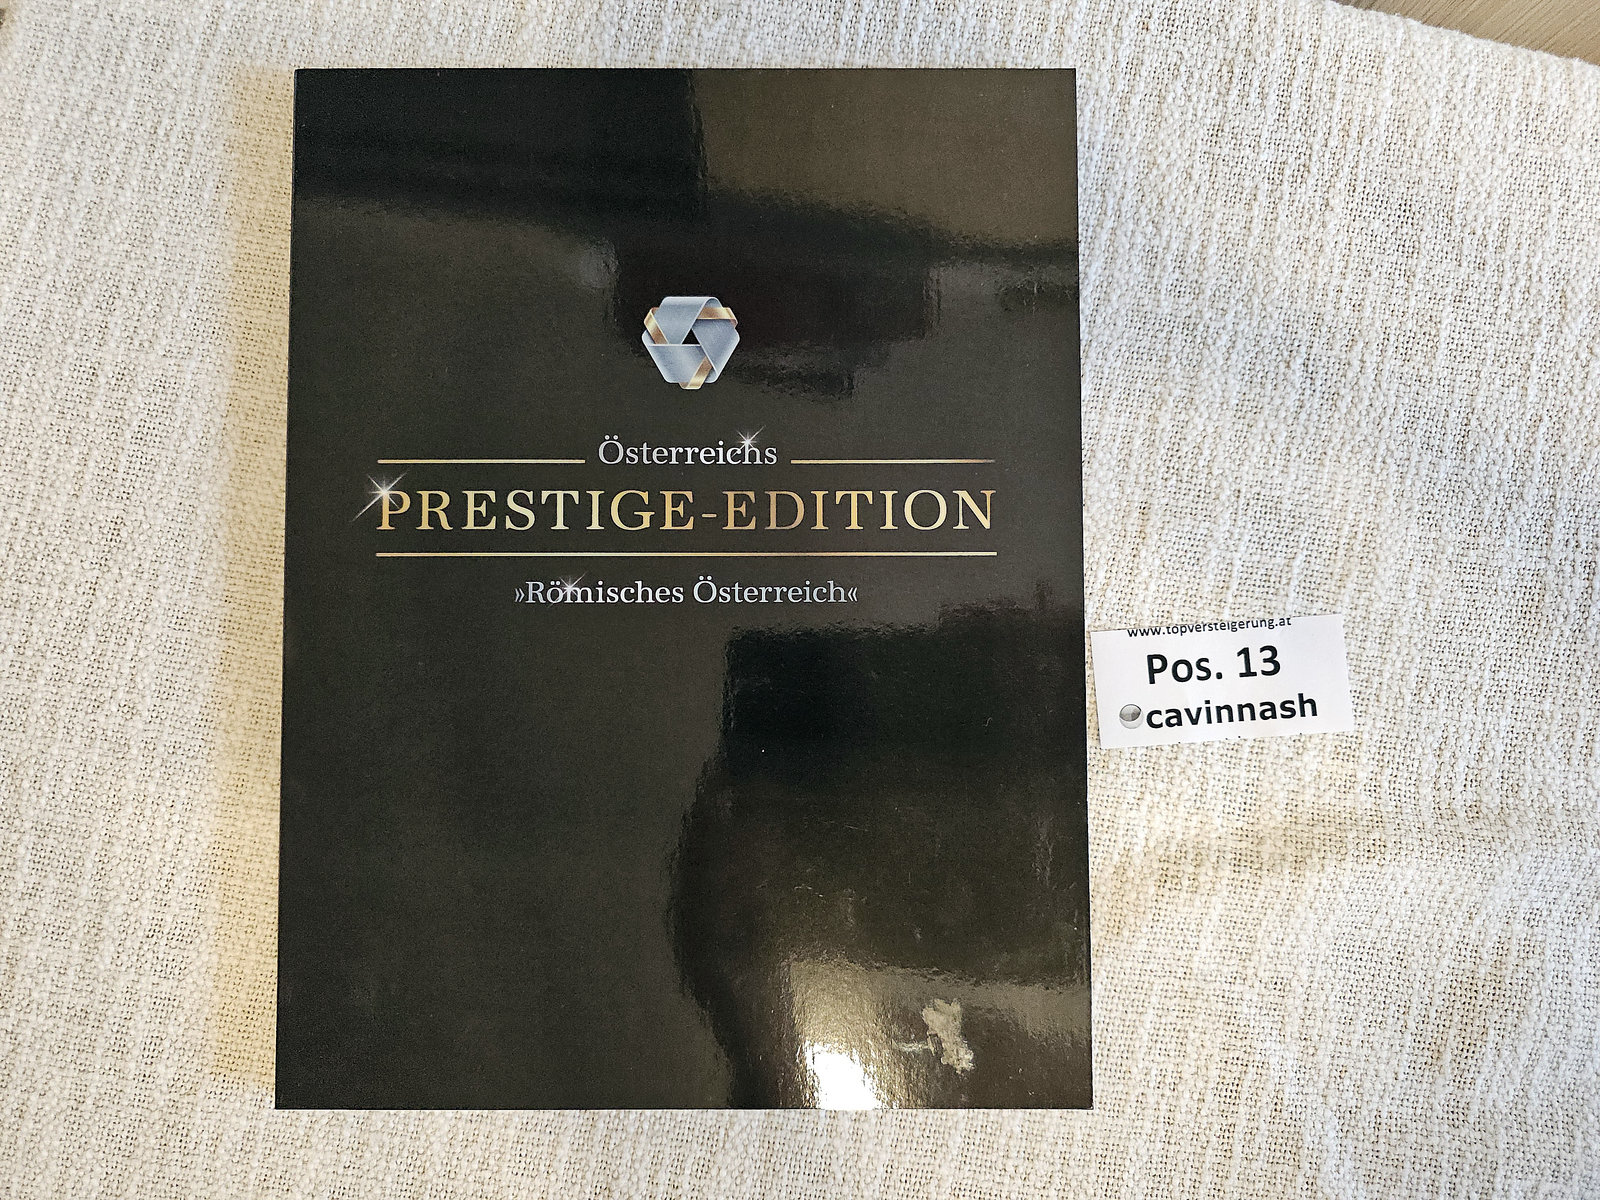 Österreichs
PRESTIGE-EDITION
»Römisches Österreich«
www.topversteigerung.at
Pos. 13
cavinnash